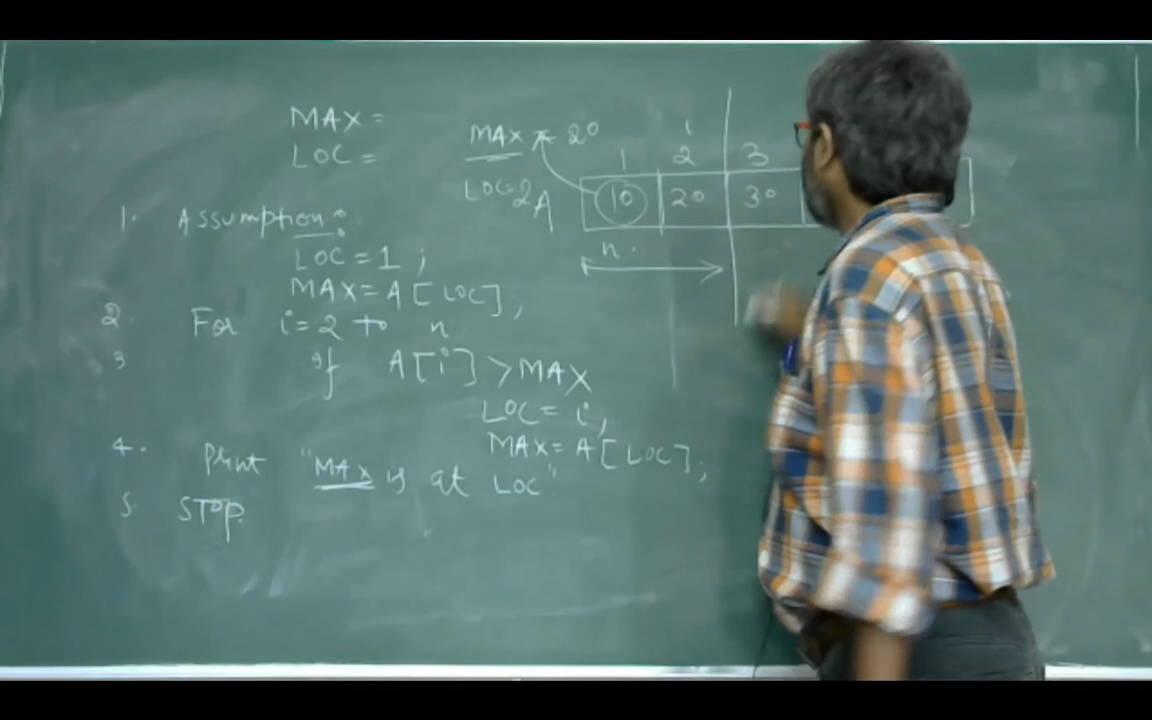 MAX =
LOC =
MAX = 20
LOC=2
1
1 2 3
A 10 20 30
n.
1. Assumption:
LOC = 1 ;
MAX = A [ LOC] ;
2. For i = 2 to n
3 if A[i] > MAX
LOC = i ;
MAX = A [ LOC] ;
4. print "MAX is at LOC"
5. STOP.